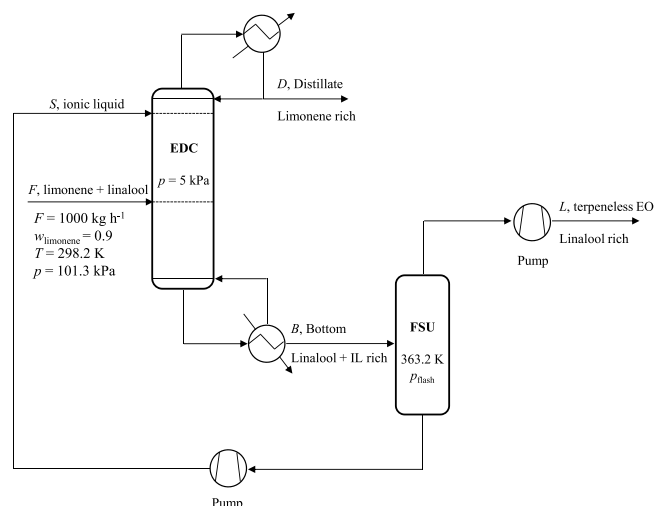 D, Distillate
Limonene rich
S, ionic liquid
EDC
p = 5 kPa
F, limonene + linalool
F = 1000 kg h-1
wlimonene = 0.9
T = 298.2 K
p = 101.3 kPa
L, terpeneless EO
Linalool rich
Pump
B, Bottom
Linalool + IL rich
FSU
363.2 K
pflash
Pump